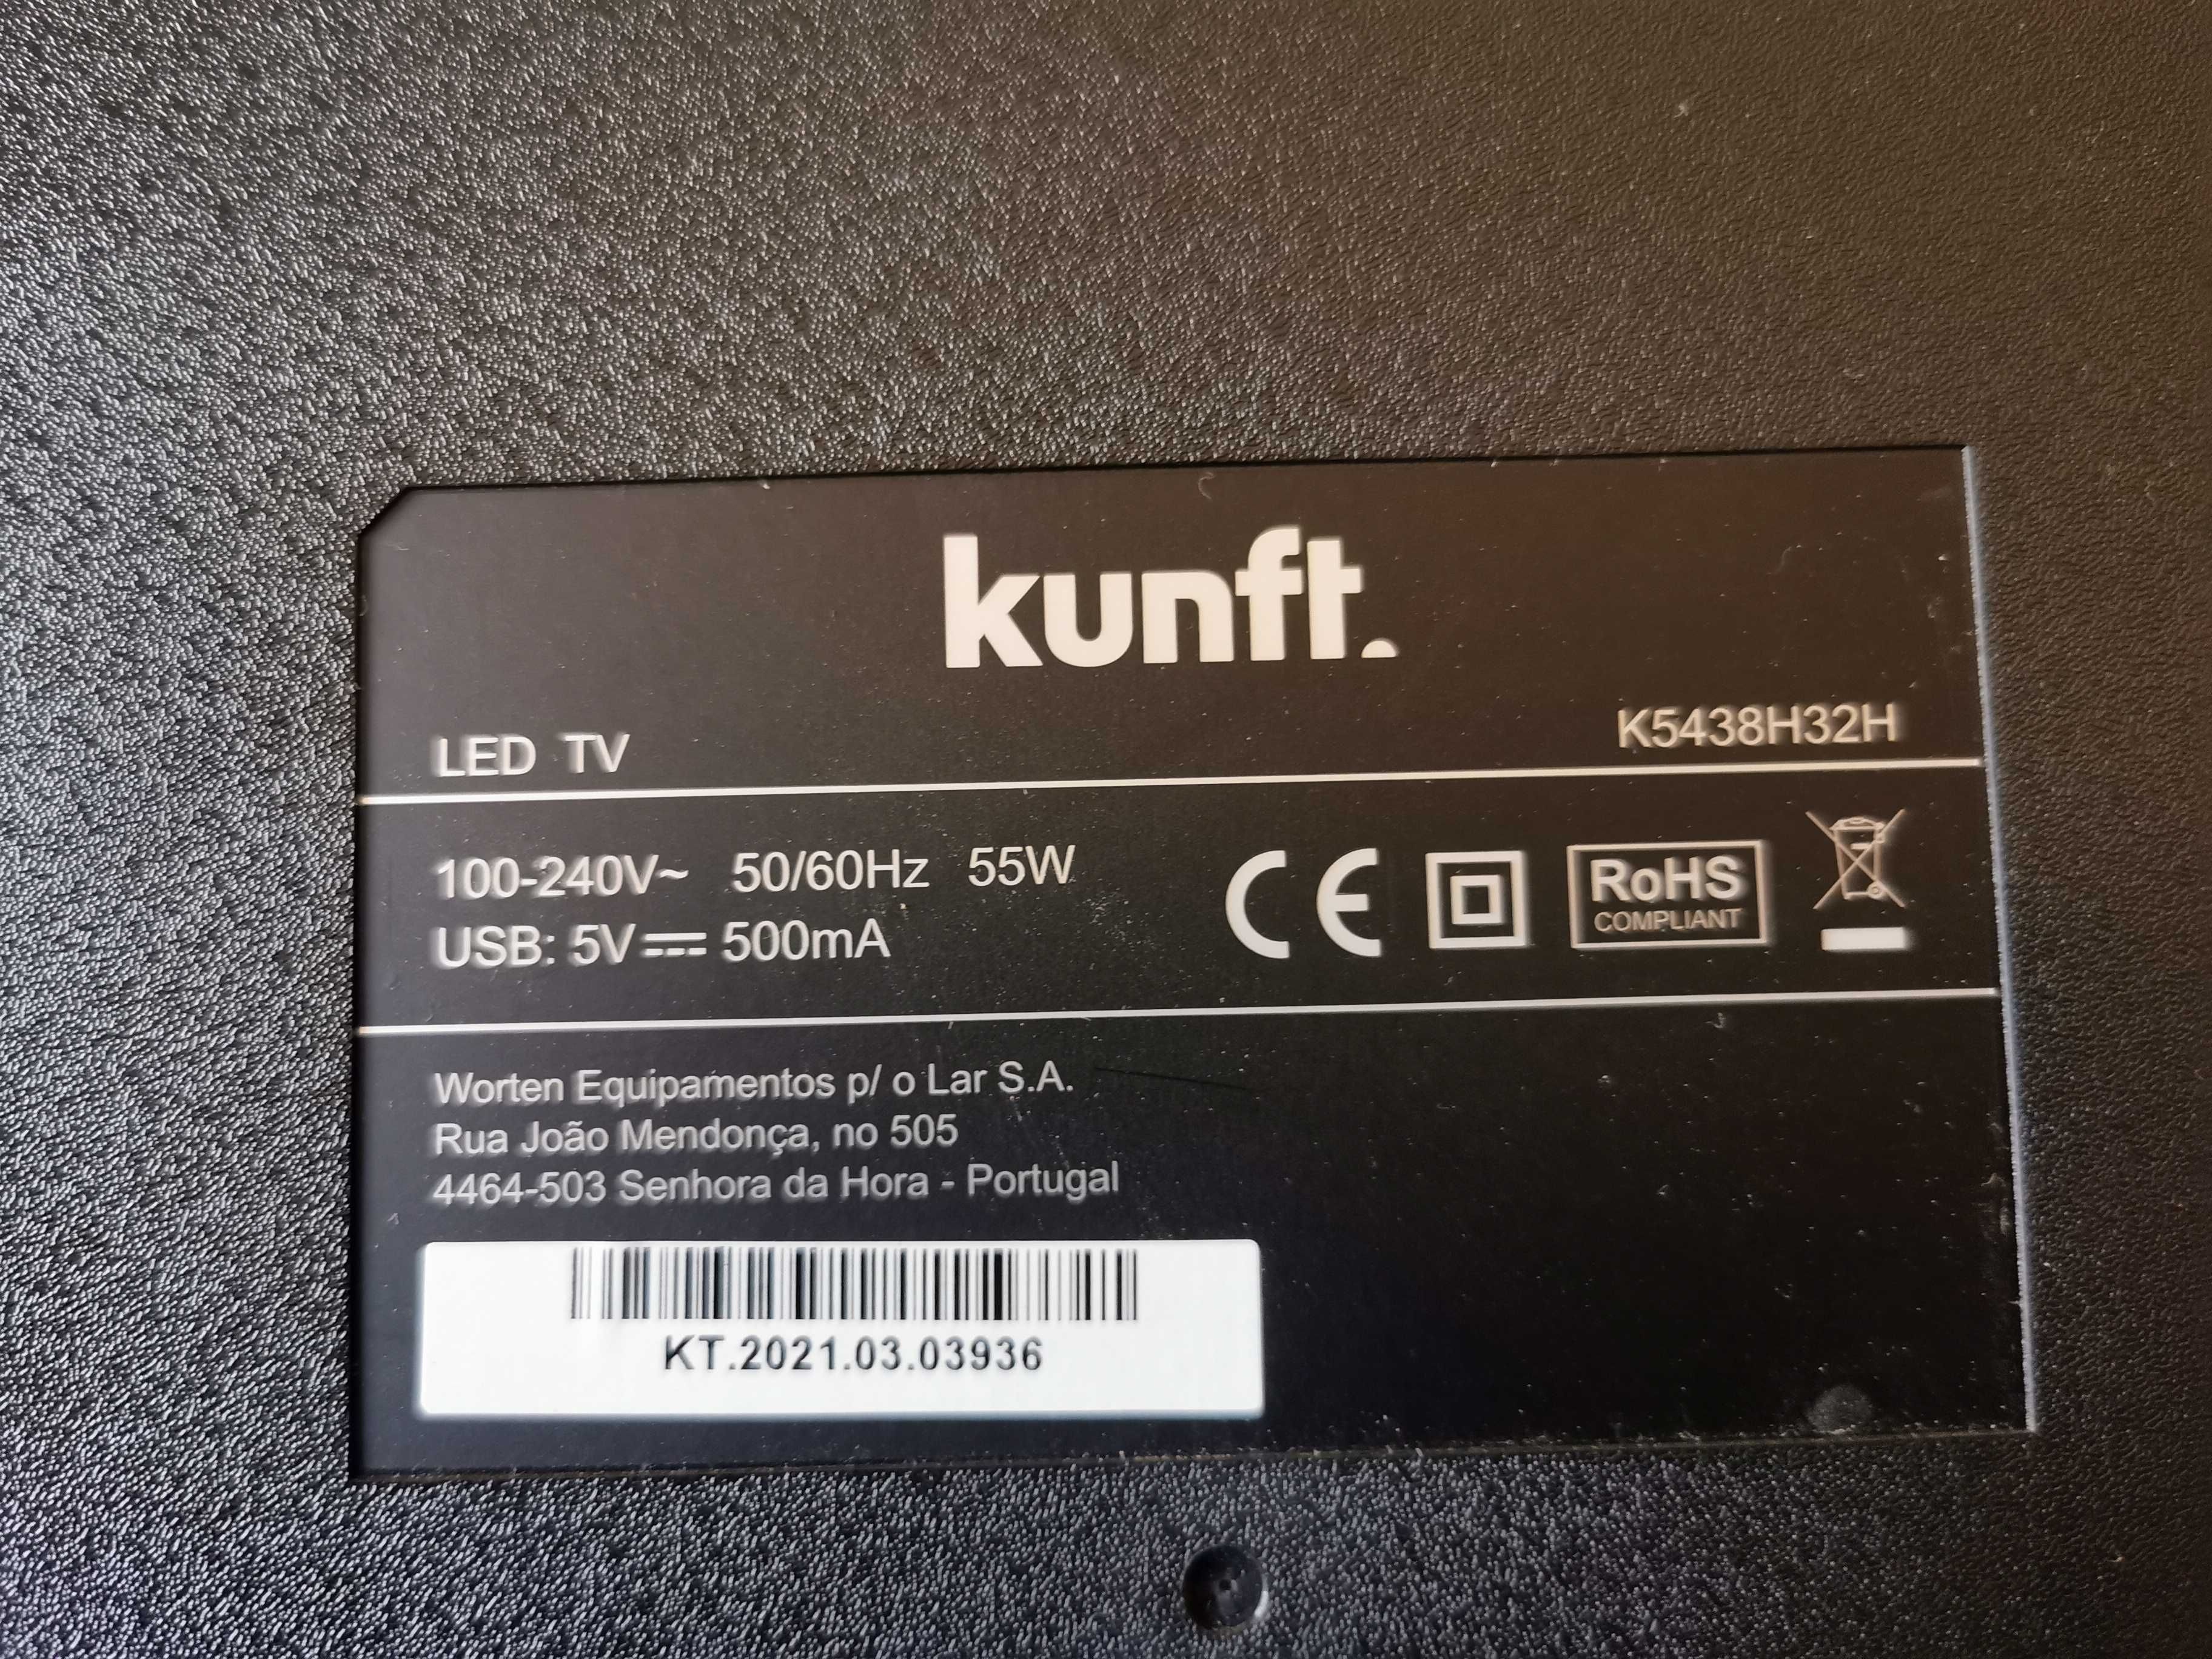 kunft.
LED TV
K5438H32H
100-240V~ 50/60Hz 55W
USB: 5V⎓500mA
CE
RoHS
COMPLIANT
Worten Equipamentos p/ o Lar S.A.
Rua João Mendonça, no 505
4464-503 Senhora da Hora - Portugal
KT.2021.03.03936